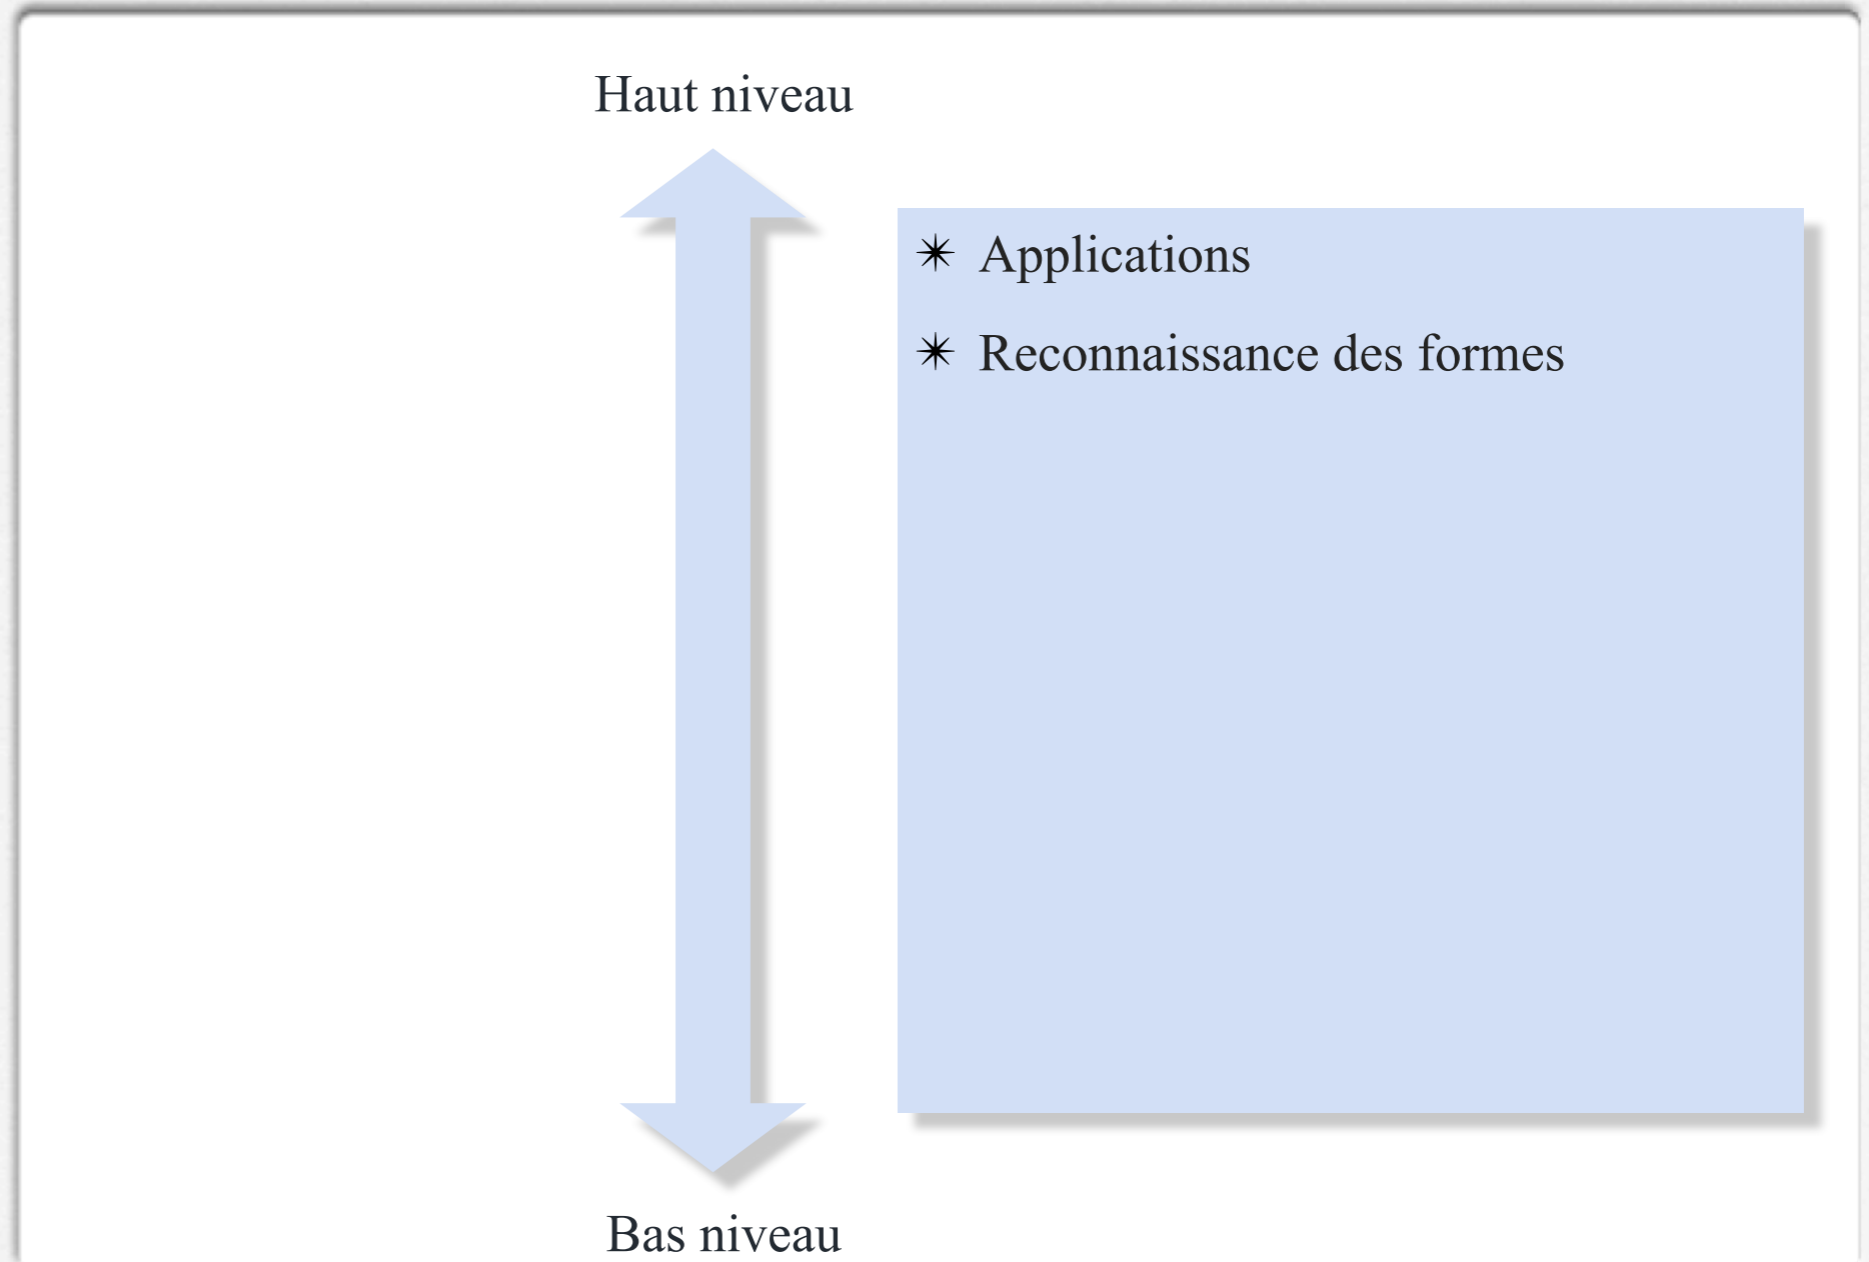 Haut niveau
✴ Applications
✴ Reconnaissance des formes
Bas niveau